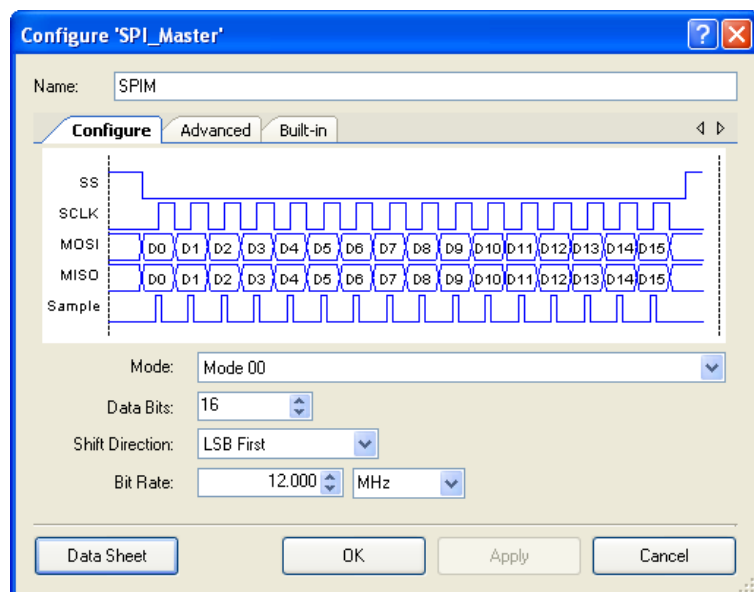 Configure 'SPI_Master'
Name: SPIM
Configure Advanced Built-in
SS
SCLK
MOSI D0 D1 D2 D3 D4 D5 D6 D7 D8 D9 D10 D11 D12 D13 D14 D15
MISO D0 D1 D2 D3 D4 D5 D6 D7 D8 D9 D10 D11 D12 D13 D14 D15
Sample
Mode: Mode 00
Data Bits: 16
Shift Direction: LSB First
Bit Rate: 12.000 MHz
Data Sheet OK Apply Cancel